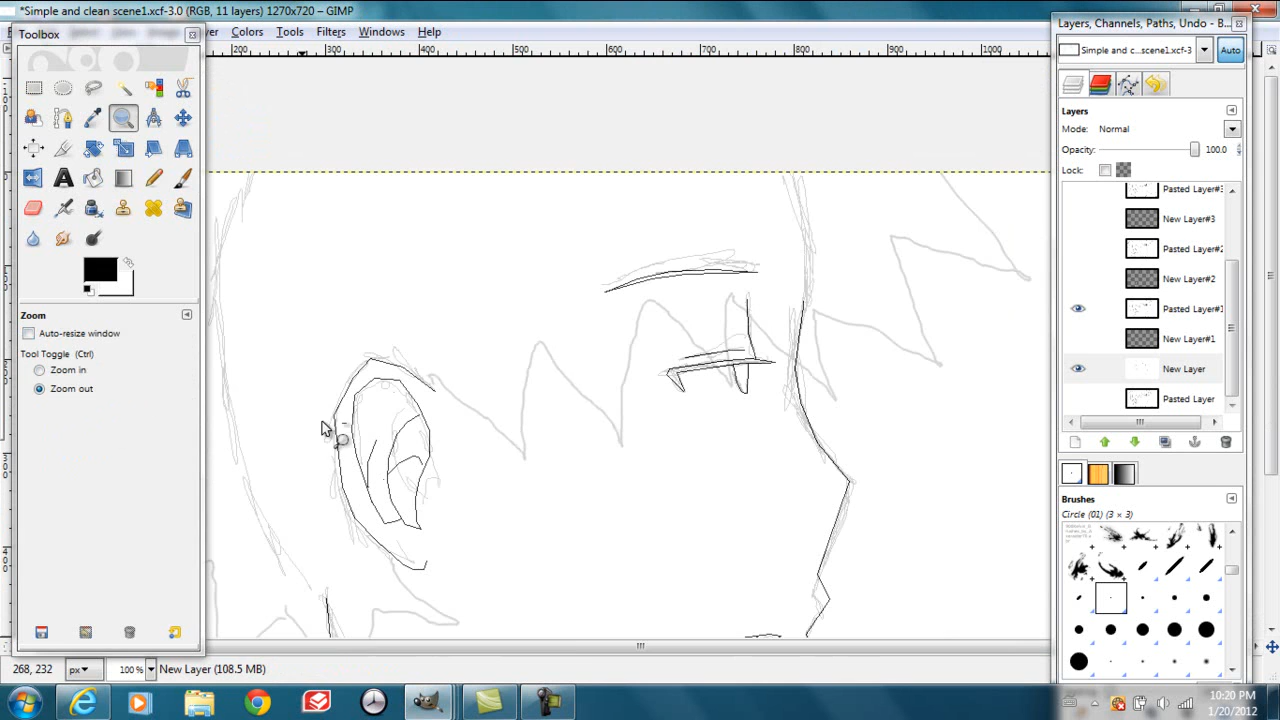 *Simple and clean scene1.xcf-3.0 (RGB, 11 layers) 1270x720 – GIMP
Toolbox
Colors Tools Filters Windows Help
200 300 400 500 600 700 800 900 1000
Zoom
Auto-resize window
Tool Toggle (Ctrl)
Zoom in
Zoom out
268, 232 px 100 % New Layer (108.5 MB)
Layers, Channels, Paths, Undo - B...
Simple and c...scene1.xcf-3 Auto
Layers
Mode: Normal
Opacity: 100.0
Lock:
Pasted Layer#3
New Layer#3
Pasted Layer#2
New Layer#2
Pasted Layer#1
New Layer#1
New Layer
Pasted Layer
Brushes
Circle (01) (3 × 3)
10:20 PM
1/20/2012